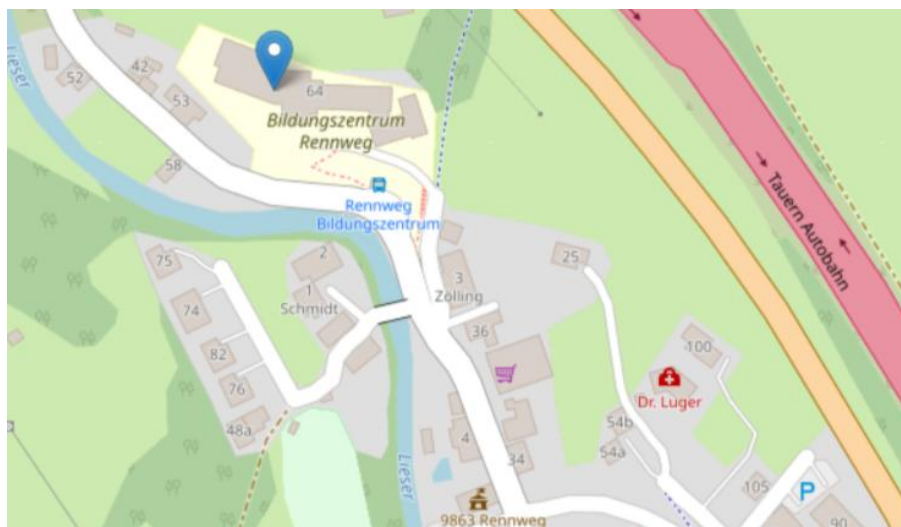 Lieser
52
42
53
64
Bildungszentrum
Rennweg
58
Rennweg
Bildungszentrum
Tauern Autobahn
75
2
3
25
1
Schmidt
Zolling
74
36
82
100
76
Dr. Luger
48a
4
54b
34
54a
Lieser
105
P
9863 Rennweg
90